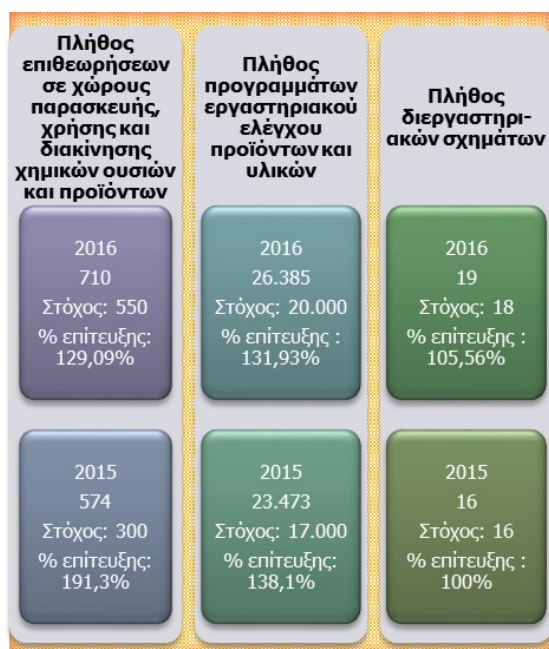 Πλήθος
επιθεωρήσεων
σε χώρους
παρασκευής,
χρήσης και
διακίνησης
χημικών ουσιών
και προϊόντων
2016
710
Στόχος: 550
% επίτευξης:
129,09%
2015
574
Στόχος: 300
% επίτευξης:
191,3%
Πλήθος
προγραμμάτων
εργαστηριακού
ελέγχου
προϊόντων και
υλικών
2016
26.385
Στόχος: 20.000
% επίτευξης :
131,93%
2015
23.473
Στόχος: 17.000
% επίτευξης:
138,1%
Πλήθος
διεργαστηρι-
ακών σχημάτων
2016
19
Στόχος: 18
% επίτευξης :
105,56%
2015
16
Στόχος: 16
% επίτευξης :
100%